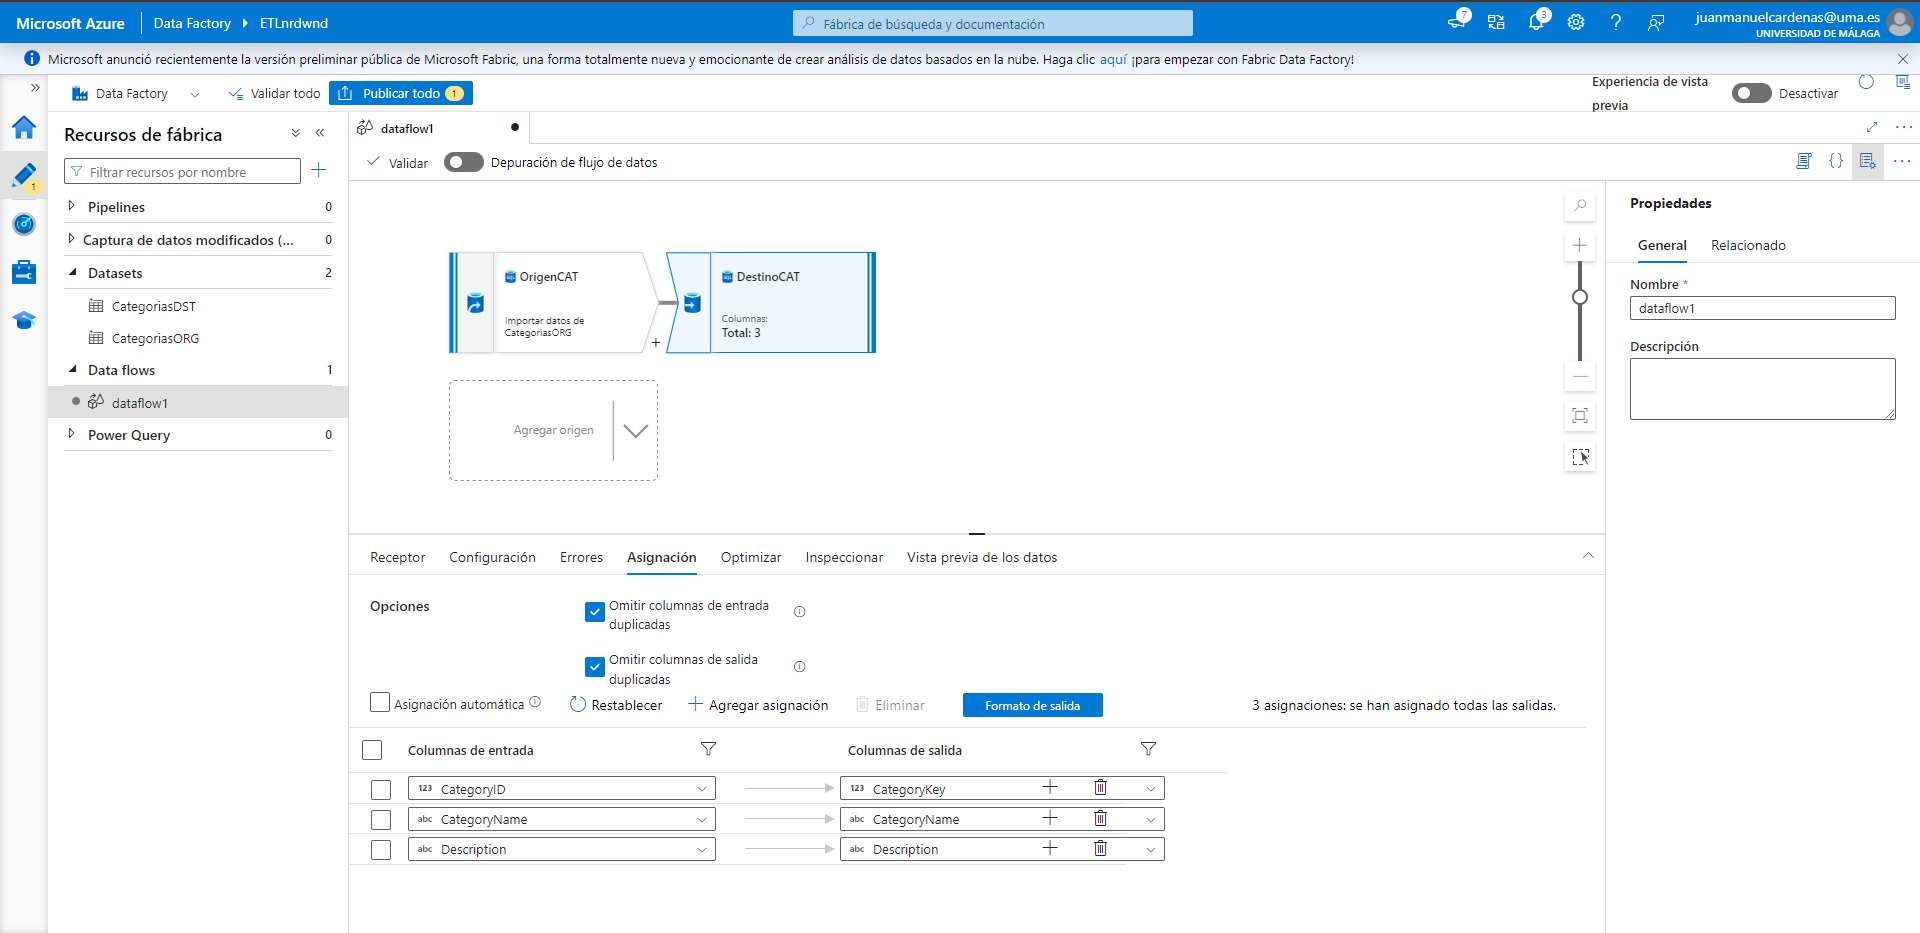 Microsoft Azure
Data Factory
ETLnrdwnd
Fábrica de búsqueda y documentación
7
3
juanmanuelcardenas@uma.es
UNIVERSIDAD DE MÁLAGA
Microsoft anunció recientemente la versión preliminar pública de Microsoft Fabric, una forma totalmente nueva y emocionante de crear análisis de datos basados en la nube. Haga clic aquí ¡para empezar con Fabric Data Factory!
Data Factory
Validar todo
Publicar todo 1
Experiencia de vista previa
Desactivar
1
Recursos de fábrica
Filtrar recursos por nombre
Pipelines 0
Captura de datos modificados (... 0
Datasets 2
CategoriasDST
CategoriasORG
Data flows 1
dataflow1
Power Query 0
dataflow1
Validar
Depuración de flujo de datos
OrigenCAT
Importar datos de
CategoriasORG
DestinoCAT
Columnas:
Total: 3
Agregar origen
Propiedades
General
Relacionado
Nombre *
dataflow1
Descripción
Receptor
Configuración
Errores
Asignación
Optimizar
Inspeccionar
Vista previa de los datos
Opciones
Omitir columnas de entrada
duplicadas
Omitir columnas de salida
duplicadas
Asignación automática
Restablecer
Agregar asignación
Eliminar
Formato de salida
3 asignaciones: se han asignado todas las salidas.
Columnas de entrada
Columnas de salida
123 CategoryID
123 CategoryKey
abc CategoryName
abc CategoryName
abc Description
abc Description